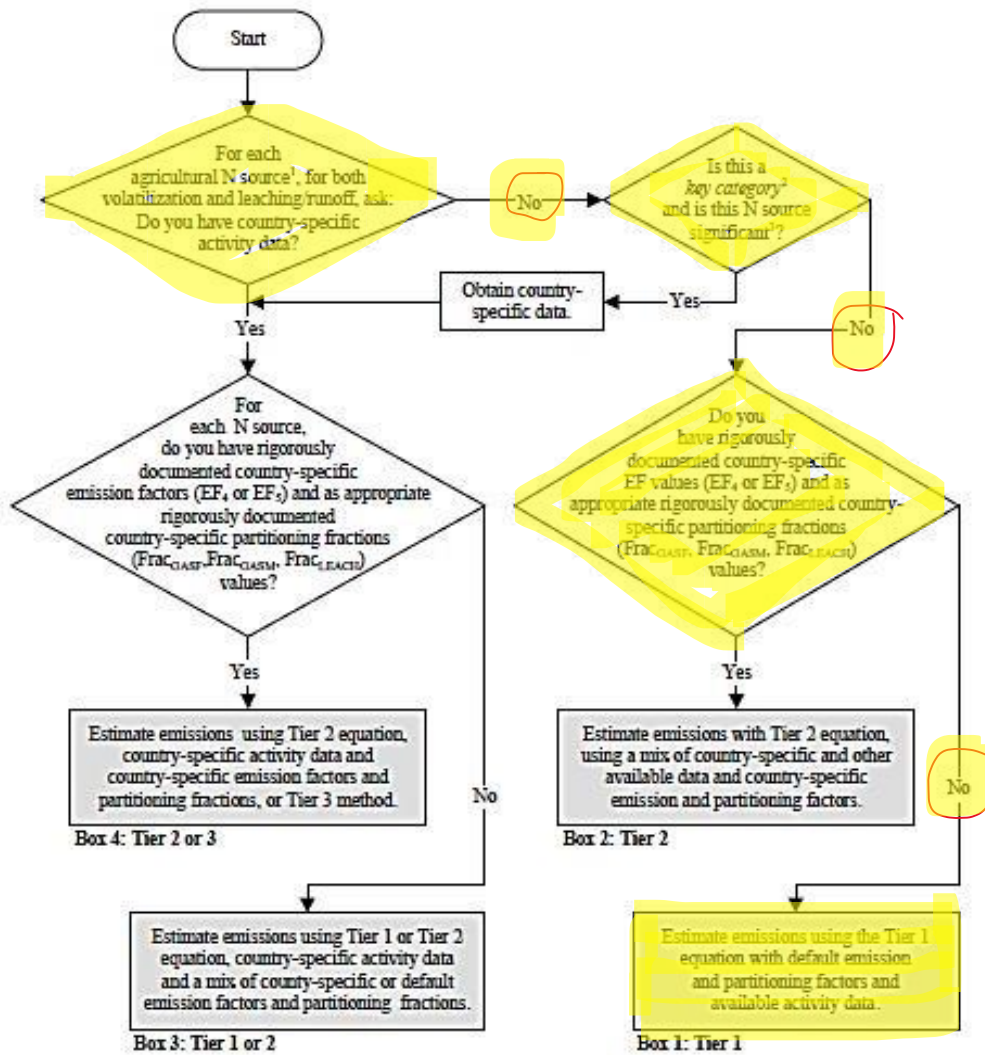 Start
For each
agricultural N source¹, for both
volatilization and leaching/runoff, ask:
Do you have country-specific
activity data?
No
Is this a
key category²
and is this N source
significant³?
Obtain country-
specific data.
Yes
Yes
No
For
each N source,
do you have rigorously
documented country-specific
emission factors (EF₄ or EF₅) and as appropriate
rigorously documented
country-specific partitioning fractions
(Frac_GASF, Frac_GASM, Frac_LEACH)
values?
Do you
have rigorously
documented country-specific
EF values (EF₄ or EF₅) and as
appropriate rigorously documented country-
specific partitioning fractions
(Frac_GASF, Frac_GASM, Frac_LEACH)
values?
Yes
Yes
Estimate emissions using Tier 2 equation,
country-specific activity data and
country-specific emission factors and
partitioning fractions, or Tier 3 method.
Box 4: Tier 2 or 3
No
Estimate emissions with Tier 2 equation,
using a mix of country-specific and other
available data and country-specific
emission and partitioning factors.
Box 2: Tier 2
No
Estimate emissions using Tier 1 or Tier 2
equation, country-specific activity data
and a mix of county-specific or default
emission factors and partitioning fractions.
Box 3: Tier 1 or 2
Estimate emissions using the Tier 1
equation with default emission
and partitioning factors and
available activity data.
Box 1: Tier 1